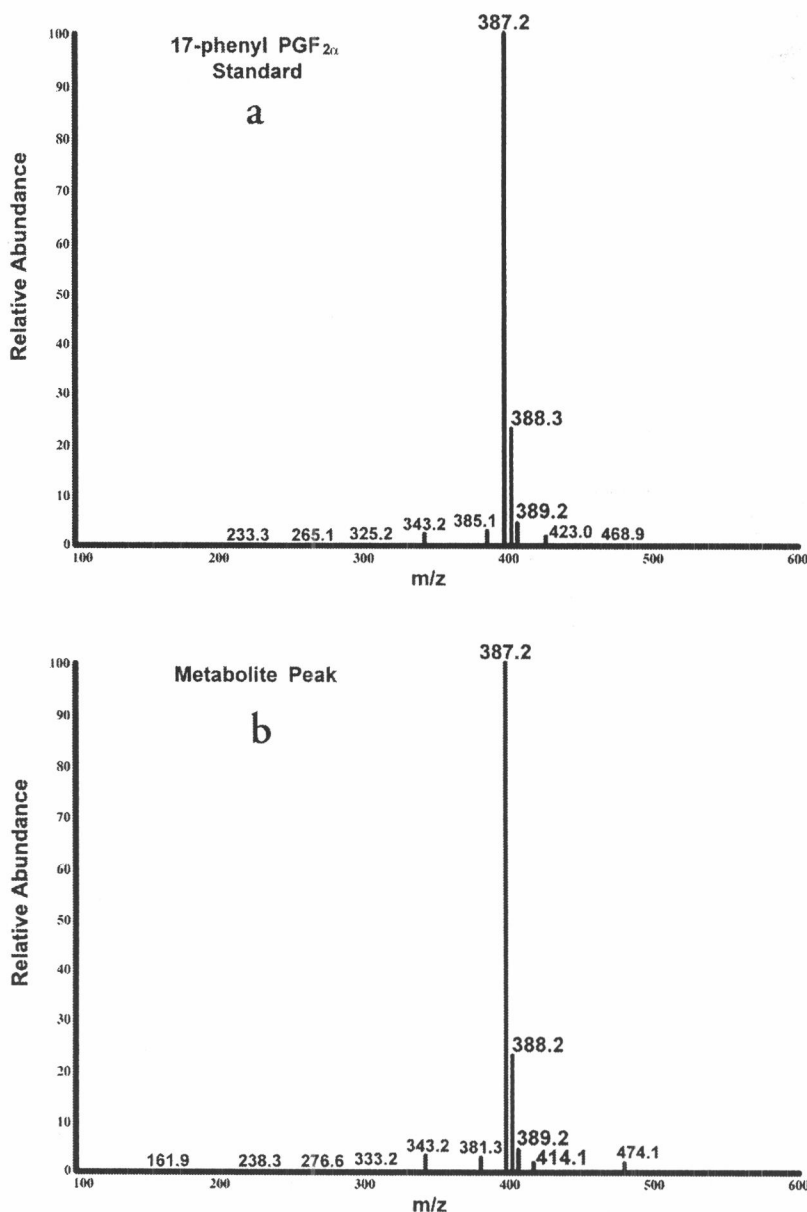 17-phenyl PGF2α
Standard
a
Relative Abundance
100
90
80
70
60
50
40
30
20
10
0
387.2
388.3
389.2
233.3 265.1 325.2 343.2 385.1 423.0 468.9
100 200 300 400 500 600
m/z
Metabolite Peak
b
Relative Abundance
100
90
80
70
60
50
40
30
20
10
0
387.2
388.2
389.2
161.9 238.3 276.6 333.2 343.2 381.3 414.1 474.1
100 200 300 400 500 600
m/z